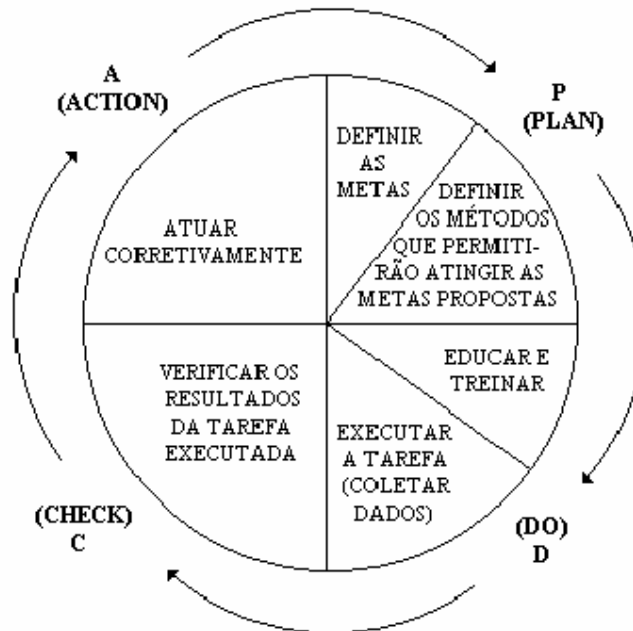 A
(ACTION)
P
(PLAN)
DEFINIR
AS
METAS
DEFINIR
OS MÉTODOS
QUE PERMITI-
RÃO ATINGIR AS
METAS PROPOSTAS
EDUCAR E
TREINAR
EXECUTAR
A TAREFA
(COLETAR
DADOS)
(DO)
D
VERIFICAR OS
RESULTADOS
DA TAREFA
EXECUTADA
(CHECK)
C
ATUAR
CORRETIVAMENTE